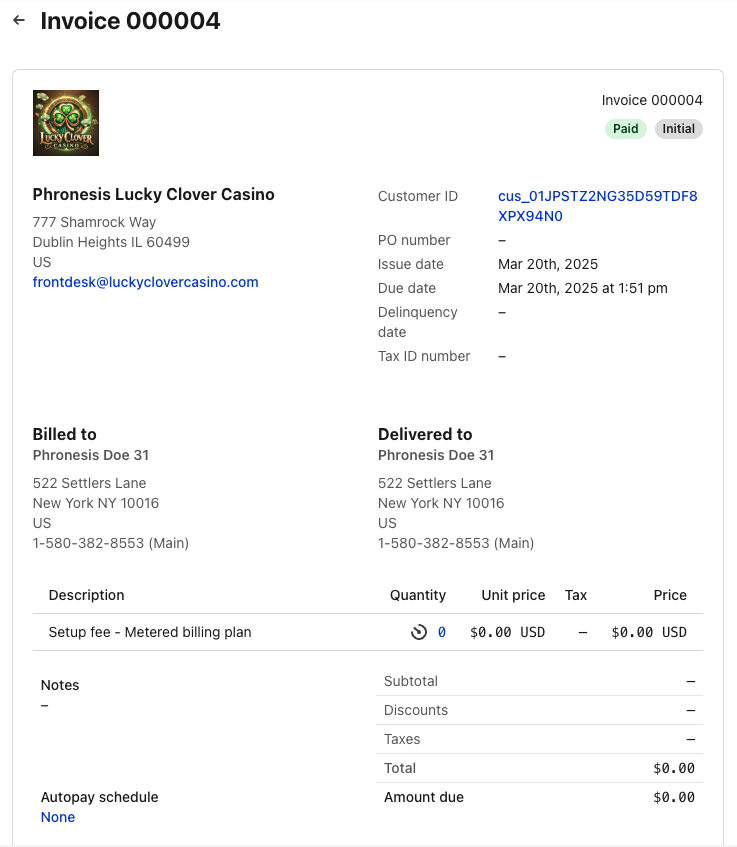 ← Invoice 000004
LUCKY CLOVER
CASINO
Invoice 000004
Paid Initial
Phronesis Lucky Clover Casino
777 Shamrock Way
Dublin Heights IL 60499
US
frontdesk@luckyclovercasino.com
Customer ID cus_01JPSTZ2NG35D59TDF8
XPX94N0
PO number –
Issue date Mar 20th, 2025
Due date Mar 20th, 2025 at 1:51 pm
Delinquency
date –
Tax ID number –
Billed to
Phronesis Doe 31
522 Settlers Lane
New York NY 10016
US
1-580-382-8553 (Main)
Delivered to
Phronesis Doe 31
522 Settlers Lane
New York NY 10016
US
1-580-382-8553 (Main)
Description Quantity Unit price Tax Price
Setup fee - Metered billing plan 0 $0.00 USD – $0.00 USD
Notes
–
Subtotal –
Discounts –
Taxes –
Total $0.00
Amount due $0.00
Autopay schedule
None